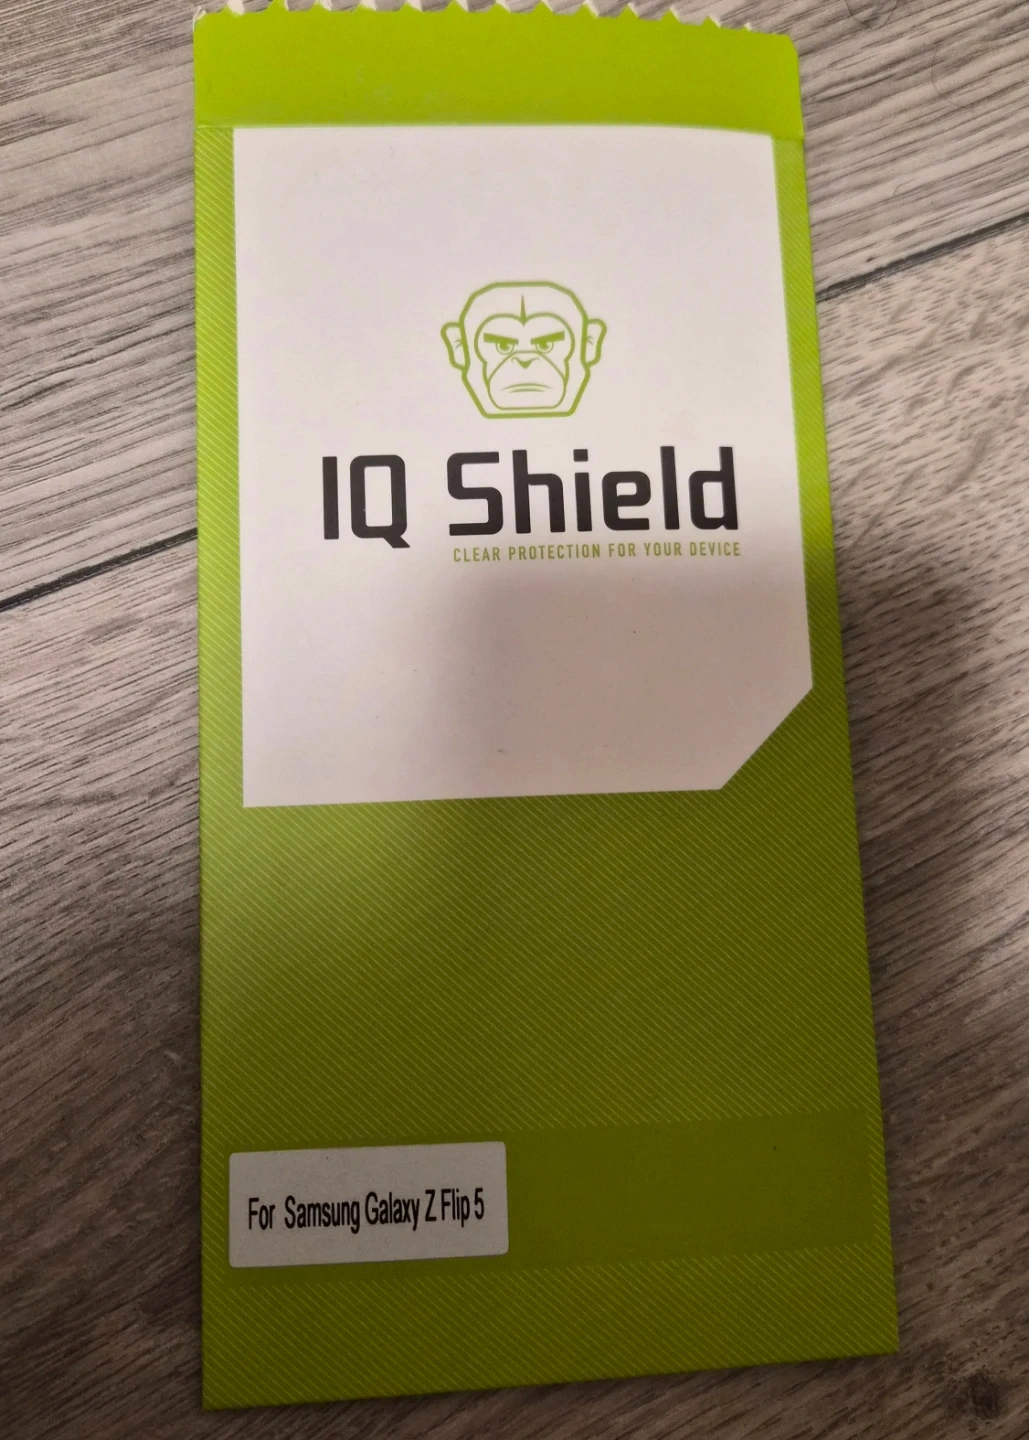 IQ Shield
CLEAR PROTECTION FOR YOUR DEVICE
For Samsung Galaxy Z Flip 5